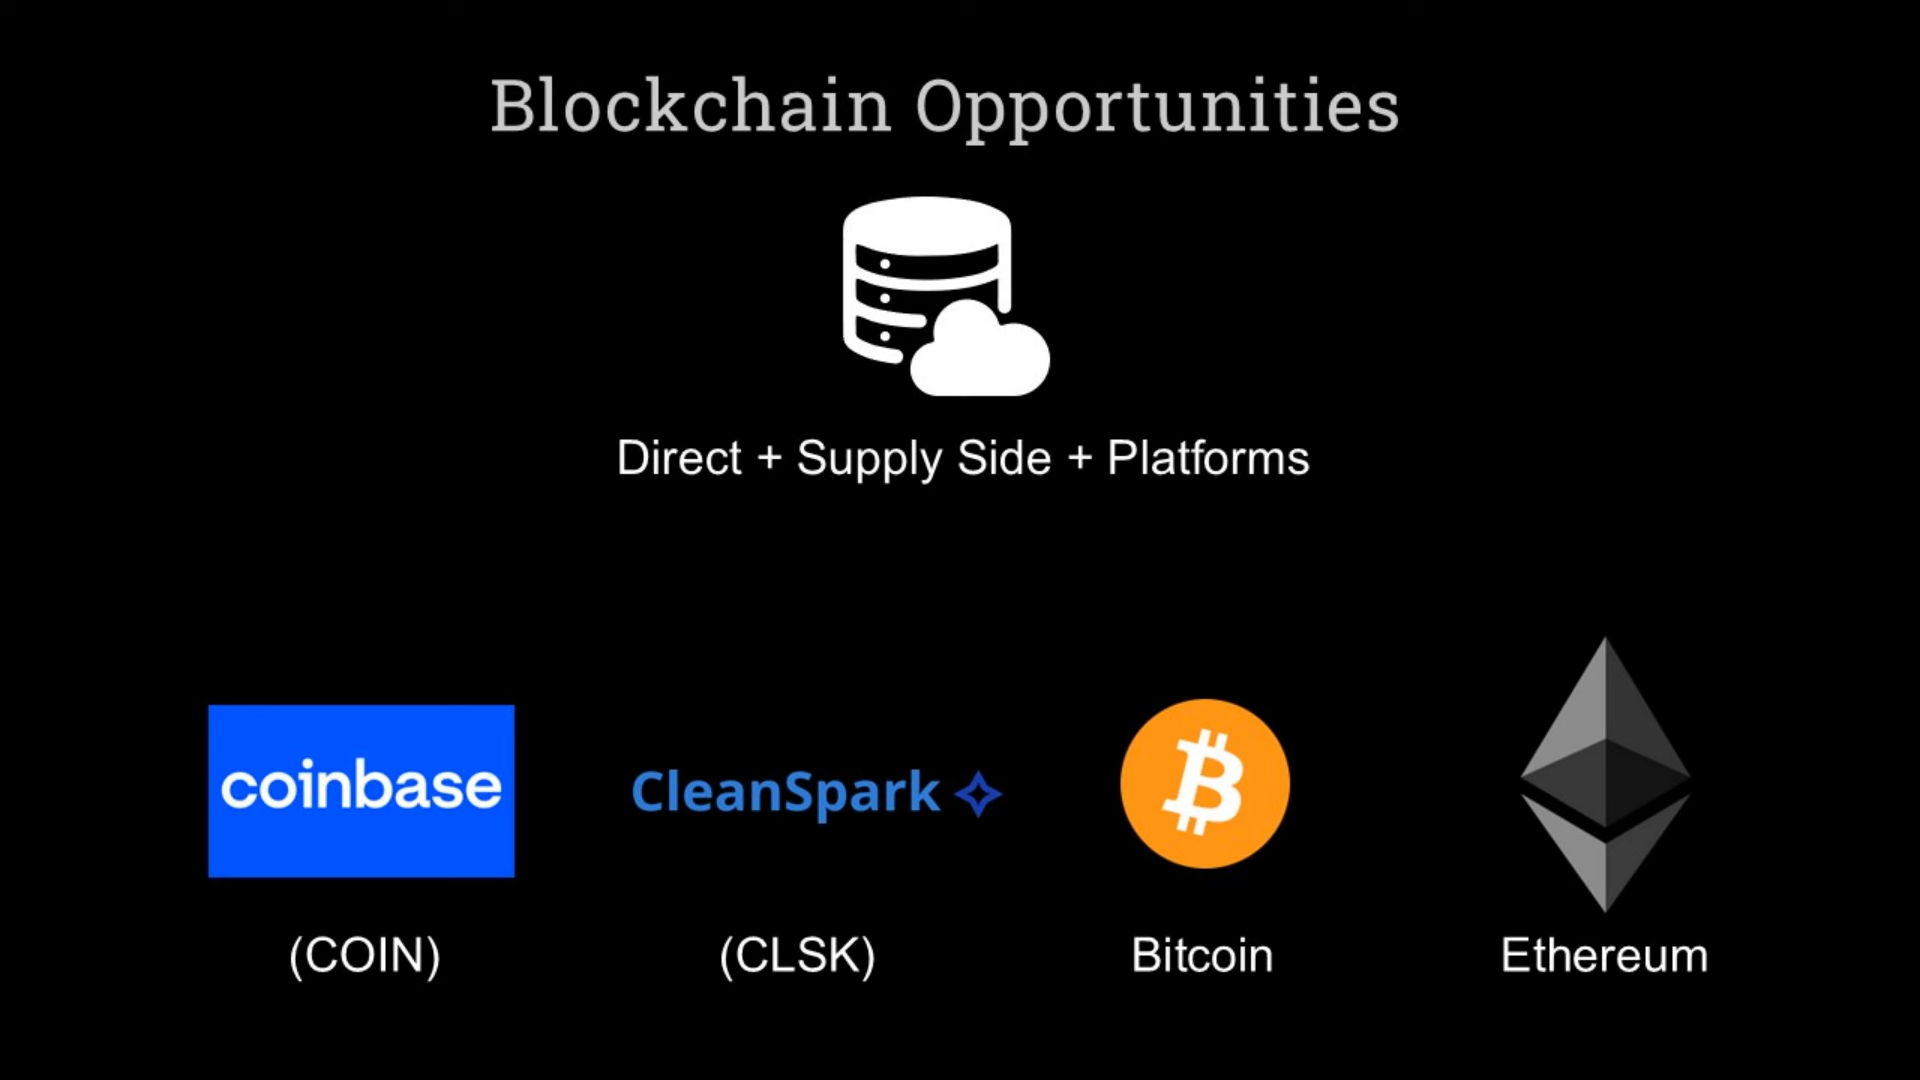 Blockchain Opportunities
Direct + Supply Side + Platforms
coinbase
CleanSpark
(COIN)
(CLSK)
Bitcoin
Ethereum